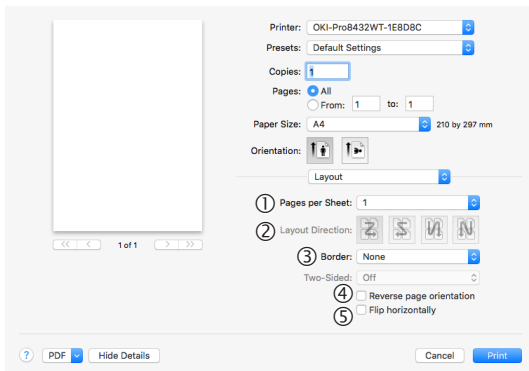 Printer: OKI-Pro8432WT-1E8D8C
Presets: Default Settings
Copies: 1
Pages: All
From: 1 to: 1
Paper Size: A4 210 by 297 mm
Orientation:
Layout
① Pages per Sheet: 1
② Layout Direction:
③ Border: None
Two-Sided: Off
④ Reverse page orientation
⑤ Flip horizontally
<< < 1 of 1 > >>
? PDF Hide Details Cancel Print